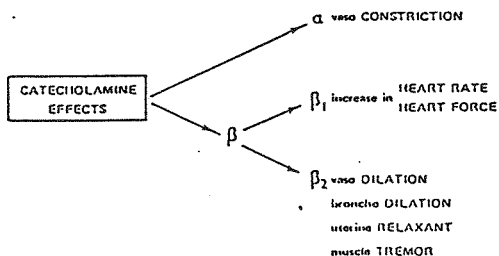 α vaso CONSTRICTION
CATECHOLAMINE
EFFECTS
β
β1 increase in HEART RATE
HEART FORCE
β2 vaso DILATION
broncho DILATION
uterine RELAXANT
muscle TREMOR